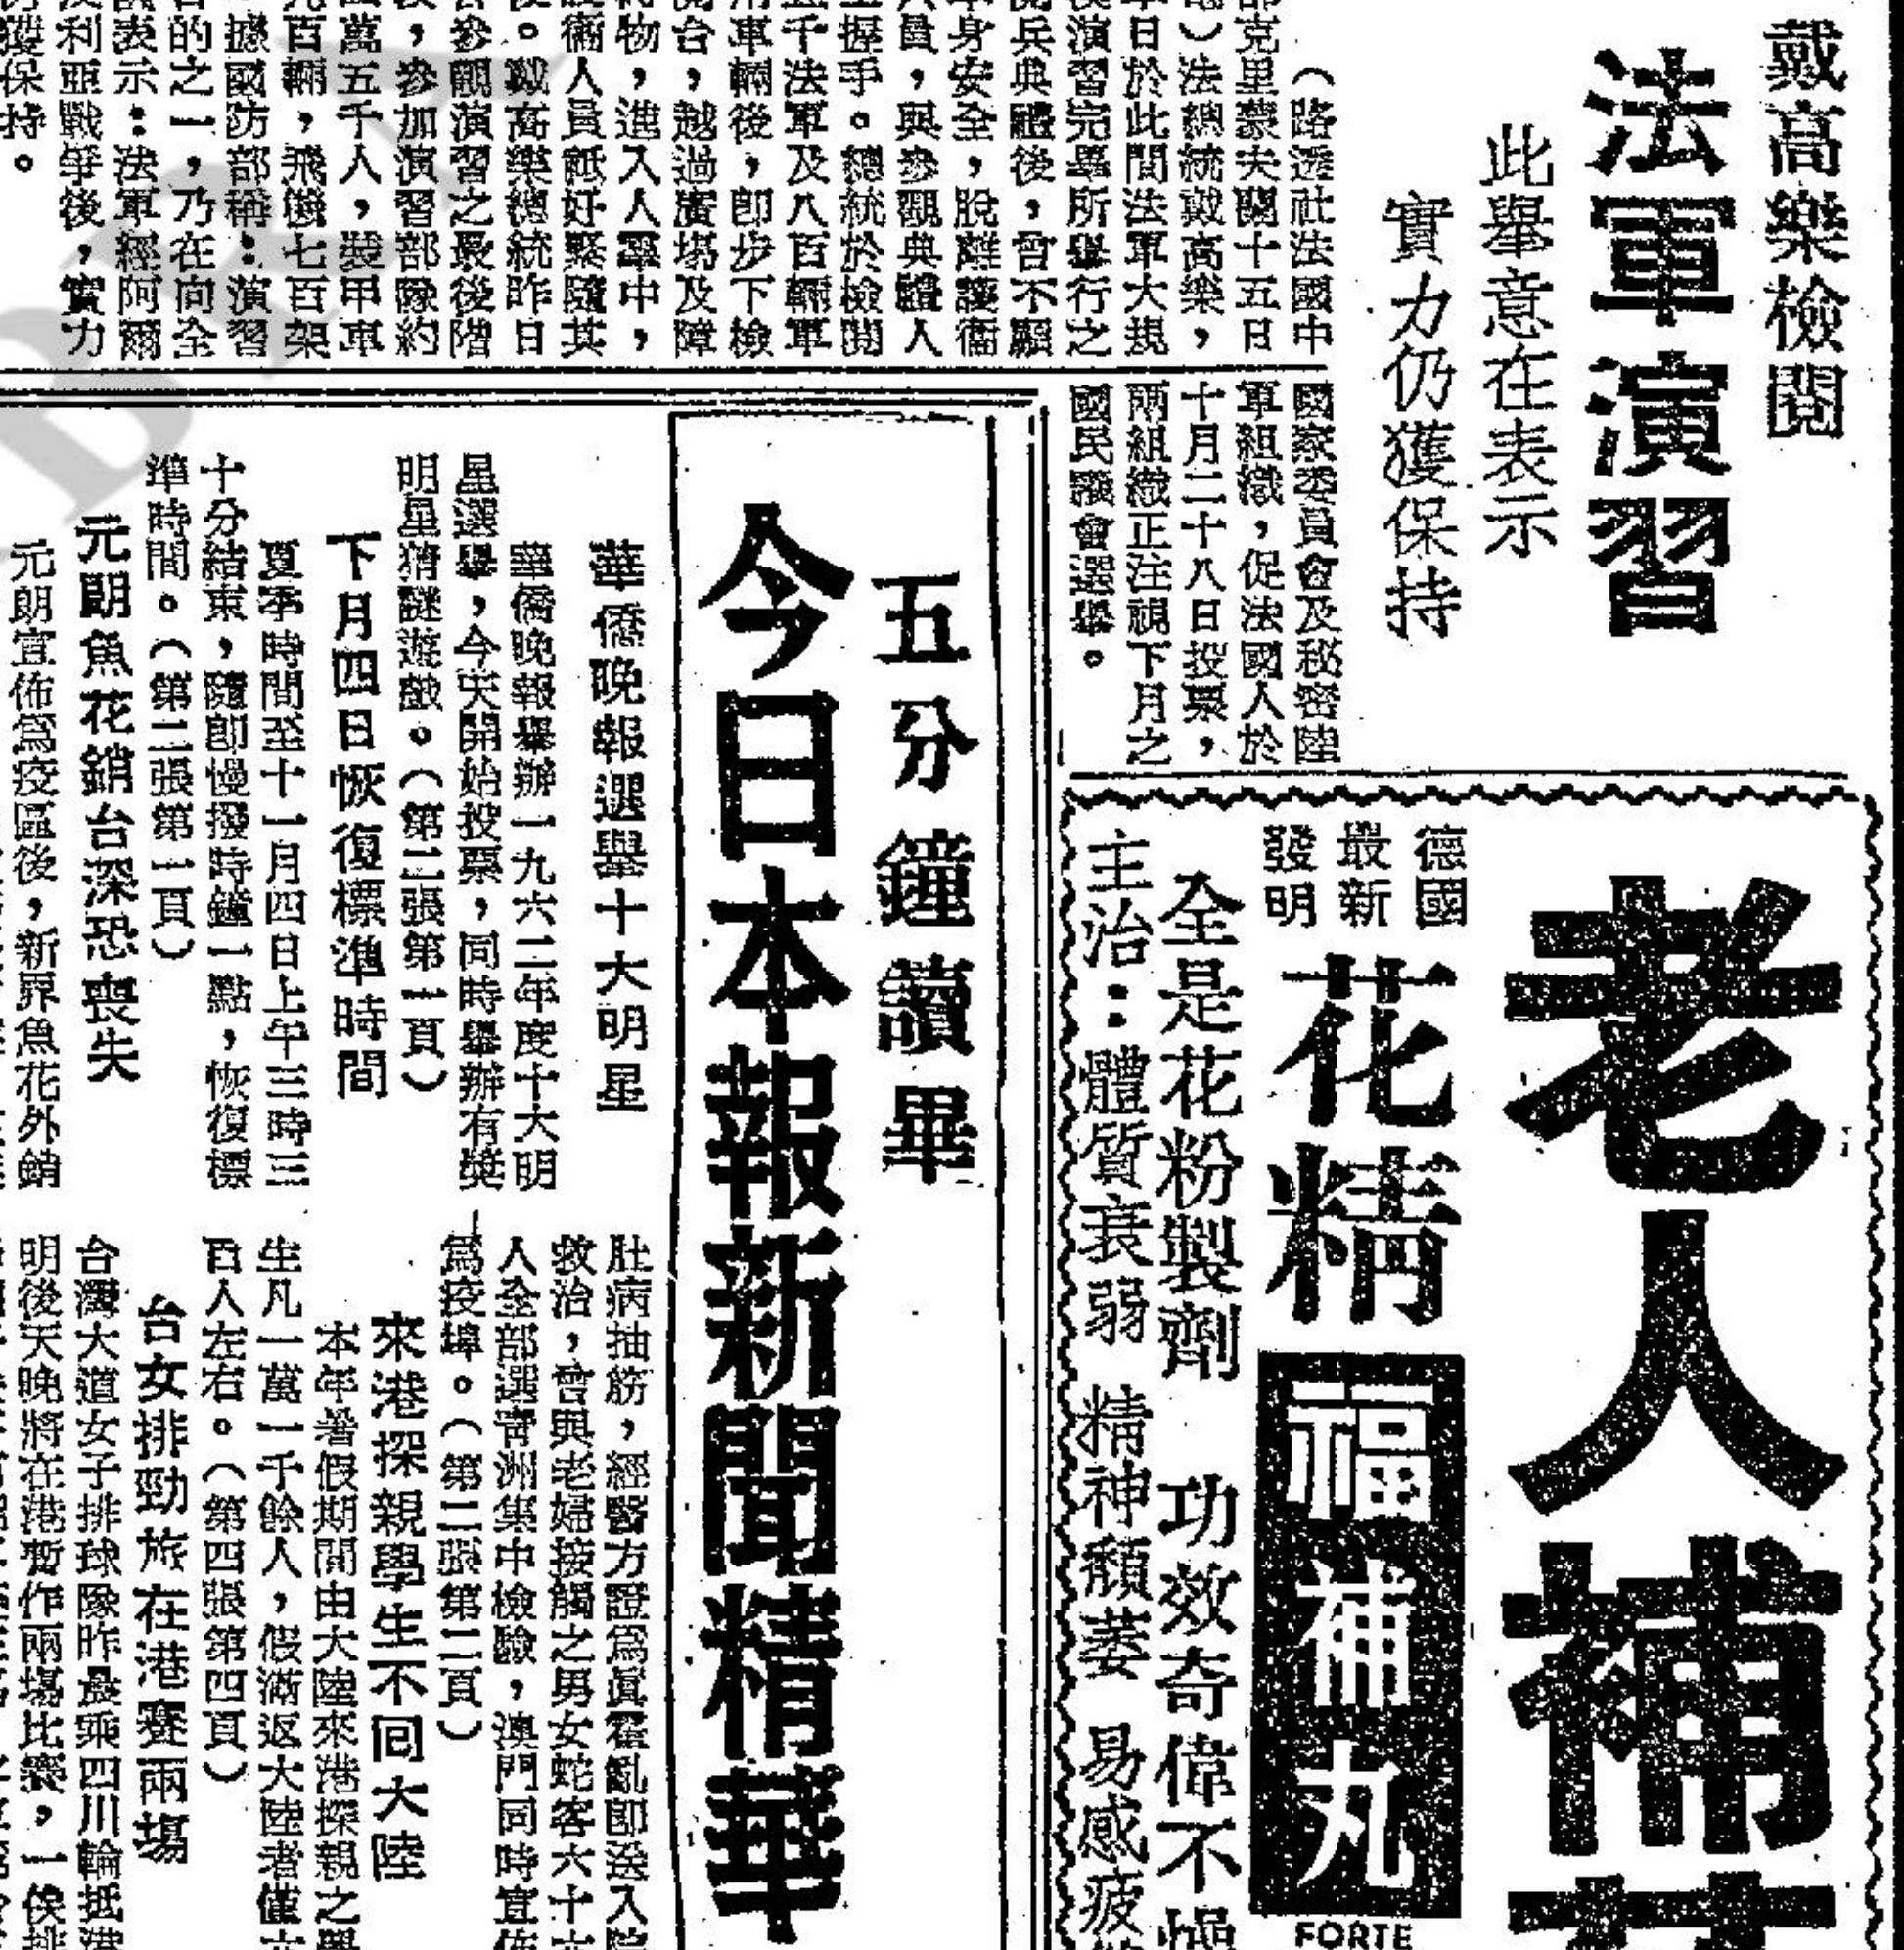 戴高樂檢閱
法軍演習
此舉意在表示
實力仍獲保持
（路透社法國中
部克里蒙夫關十五日
電）法總統戴高樂，
本日於此間法軍大規
模演習完畢所舉行之
閱兵典禮後，曾不顧
本身安全，脫離護衛
人員，與參觀典禮人
握手。總統於檢閱
五千法軍及八百輛軍
用車輛後，即步下檢
閱台，越過廣場及障
物，進入人羣中，
衛人員祗好緊隨其
後。戴高樂總統昨日
參觀演習之最後階
段，參加演習部隊約
萬五千人，裝甲車
百輛，飛機七百架
。據國防部稱：演習
目的之一，乃在向全
表示：法軍經阿爾
及利亞戰爭後，實力
獲保持。
國家委員會及秘密陸
軍組織，促法國人於
十月二十八日投票，
兩組織正注視下月之
國民議會選舉。
老人補
德國
最新
發明
花精
福補丸
FORTE
全是花粉製劑 功效奇偉不燥
主治：體質衰弱 精神頹萎 易感疲
五分鐘讀畢
今日本報新聞精華
華僑晚報選舉十大明星
華僑晚報舉辦一九六二年度十大明
星選舉，今天開始投票，同時舉辦有獎
明星猜謎遊戲。（第二張第一頁）
下月四日恢復標準時間
夏季時間至十一月四日上午三時三
十分結束，隨即慢撥時鐘一點，恢復標
準時間。（第二張第一頁）
元朗魚花銷台深恐喪失
元朗宣佈爲疫區後，新界魚花外銷
肚病抽筋，經醫方證爲眞霍亂即送入院
救治，曾與老婦接觸之男女蛇客六十六
人全部選靑洲集中檢驗，澳門同時宣佈
爲疫埠。（第二張第二頁）
來港探親學生不回大陸
本年暑假期間由大陸來港探親之學
生凡一萬一千餘人，假滿返大陸者僅六
百人左右。（第四張第四頁）
台女排勁旅在港賽兩場
台灣大道女子排球隊昨晨乘四川輪抵港
明後天晚將在港暫作兩場比賽，一俟排